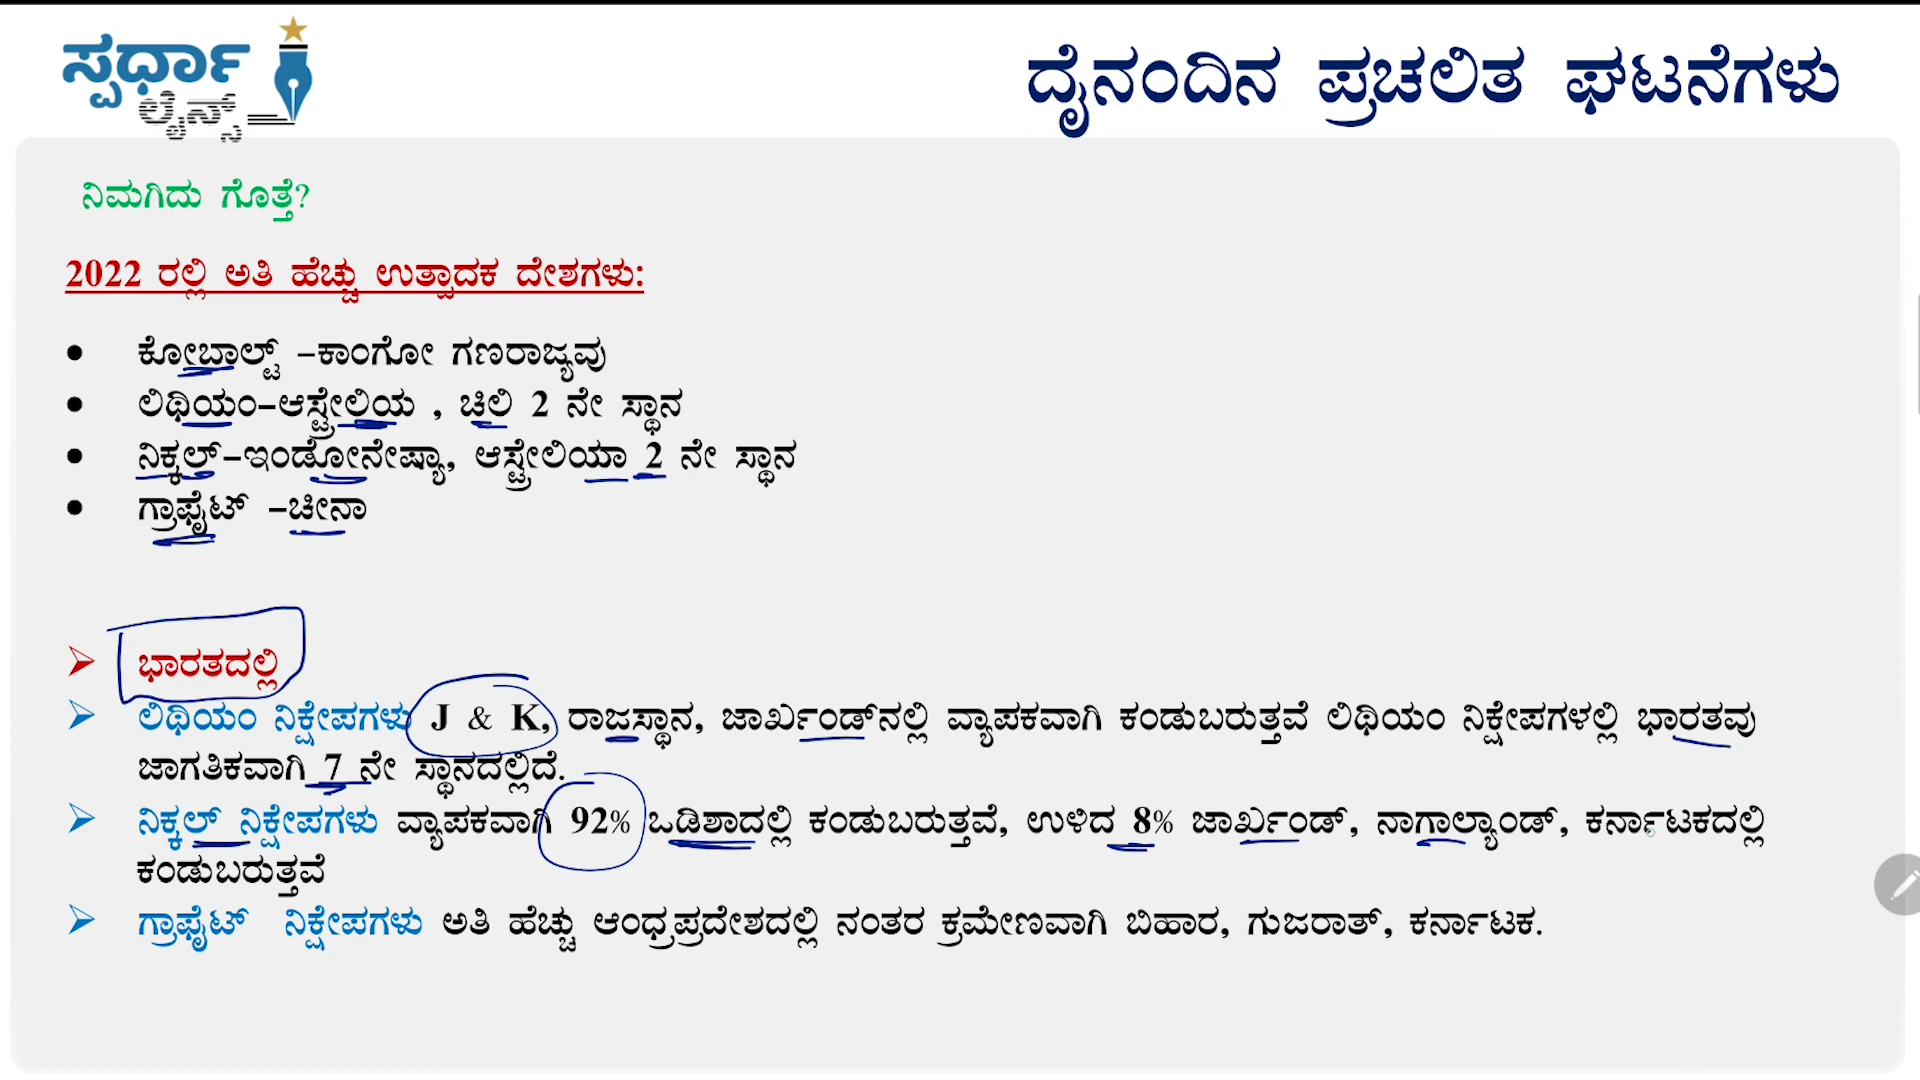 ಸ್ಪರ್ಧಾ
ಲೈನ್ಸ್
ದೈನಂದಿನ ಪ್ರಚಲಿತ ಘಟನೆಗಳು
ನಿಮಗಿದು ಗೊತ್ತೆ?
2022 ರಲ್ಲಿ ಅತಿ ಹೆಚ್ಚು ಉತ್ಪಾದಕ ದೇಶಗಳು:
• ಕೋಬಾಲ್ಟ್ –ಕಾಂಗೋ ಗಣರಾಜ್ಯವು
• ಲಿಥಿಯಂ–ಆಸ್ಟ್ರೇಲಿಯ , ಚಿಲಿ 2 ನೇ ಸ್ಥಾನ
• ನಿಕ್ಕಲ್–ಇಂಡೋನೇಷ್ಯಾ, ಆಸ್ಟ್ರೇಲಿಯಾ 2 ನೇ ಸ್ಥಾನ
• ಗ್ರಾಫೈಟ್ –ಚೀನಾ
➢ ಭಾರತದಲ್ಲಿ
➢ ಲಿಥಿಯಂ ನಿಕ್ಷೇಪಗಳು J & K, ರಾಜಸ್ಥಾನ, ಜಾರ್ಖಂಡ್‌ನಲ್ಲಿ ವ್ಯಾಪಕವಾಗಿ ಕಂಡುಬರುತ್ತವೆ ಲಿಥಿಯಂ ನಿಕ್ಷೇಪಗಳಲ್ಲಿ ಭಾರತವು
ಜಾಗತಿಕವಾಗಿ 7 ನೇ ಸ್ಥಾನದಲ್ಲಿದೆ.
➢ ನಿಕ್ಕಲ್ ನಿಕ್ಷೇಪಗಳು ವ್ಯಾಪಕವಾಗಿ 92% ಒಡಿಶಾದಲ್ಲಿ ಕಂಡುಬರುತ್ತವೆ, ಉಳಿದ 8% ಜಾರ್ಖಂಡ್, ನಾಗಾಲ್ಯಾಂಡ್, ಕರ್ನಾಟಕದಲ್ಲಿ
ಕಂಡುಬರುತ್ತವೆ
➢ ಗ್ರಾಫೈಟ್ ನಿಕ್ಷೇಪಗಳು ಅತಿ ಹೆಚ್ಚು ಆಂಧ್ರಪ್ರದೇಶದಲ್ಲಿ ನಂತರ ಕ್ರಮೇಣವಾಗಿ ಬಿಹಾರ, ಗುಜರಾತ್, ಕರ್ನಾಟಕ.